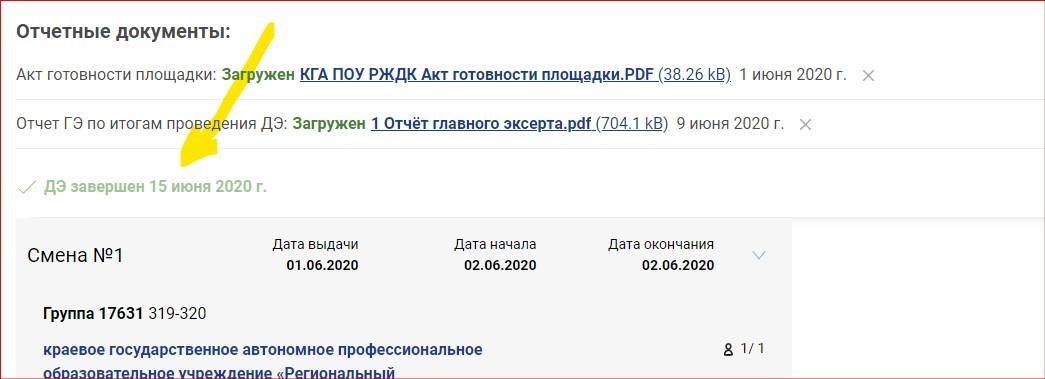 Отчетные документы:
Акт готовности площадки: Загружен КГА ПОУ РЖДК Акт готовности площадки.PDF (38.26 kB) 1 июня 2020 г.
Отчет ГЭ по итогам проведения ДЭ: Загружен 1 Отчёт главного эксерта.pdf (704.1 kB) 9 июня 2020 г.
ДЭ завершен 15 июня 2020 г.
Смена №1 Дата выдачи Дата начала Дата окончания
01.06.2020 02.06.2020 02.06.2020
Группа 17631 319-320
краевое государственное автономное профессиональное 1/ 1
образовательное учреждение «Региональный